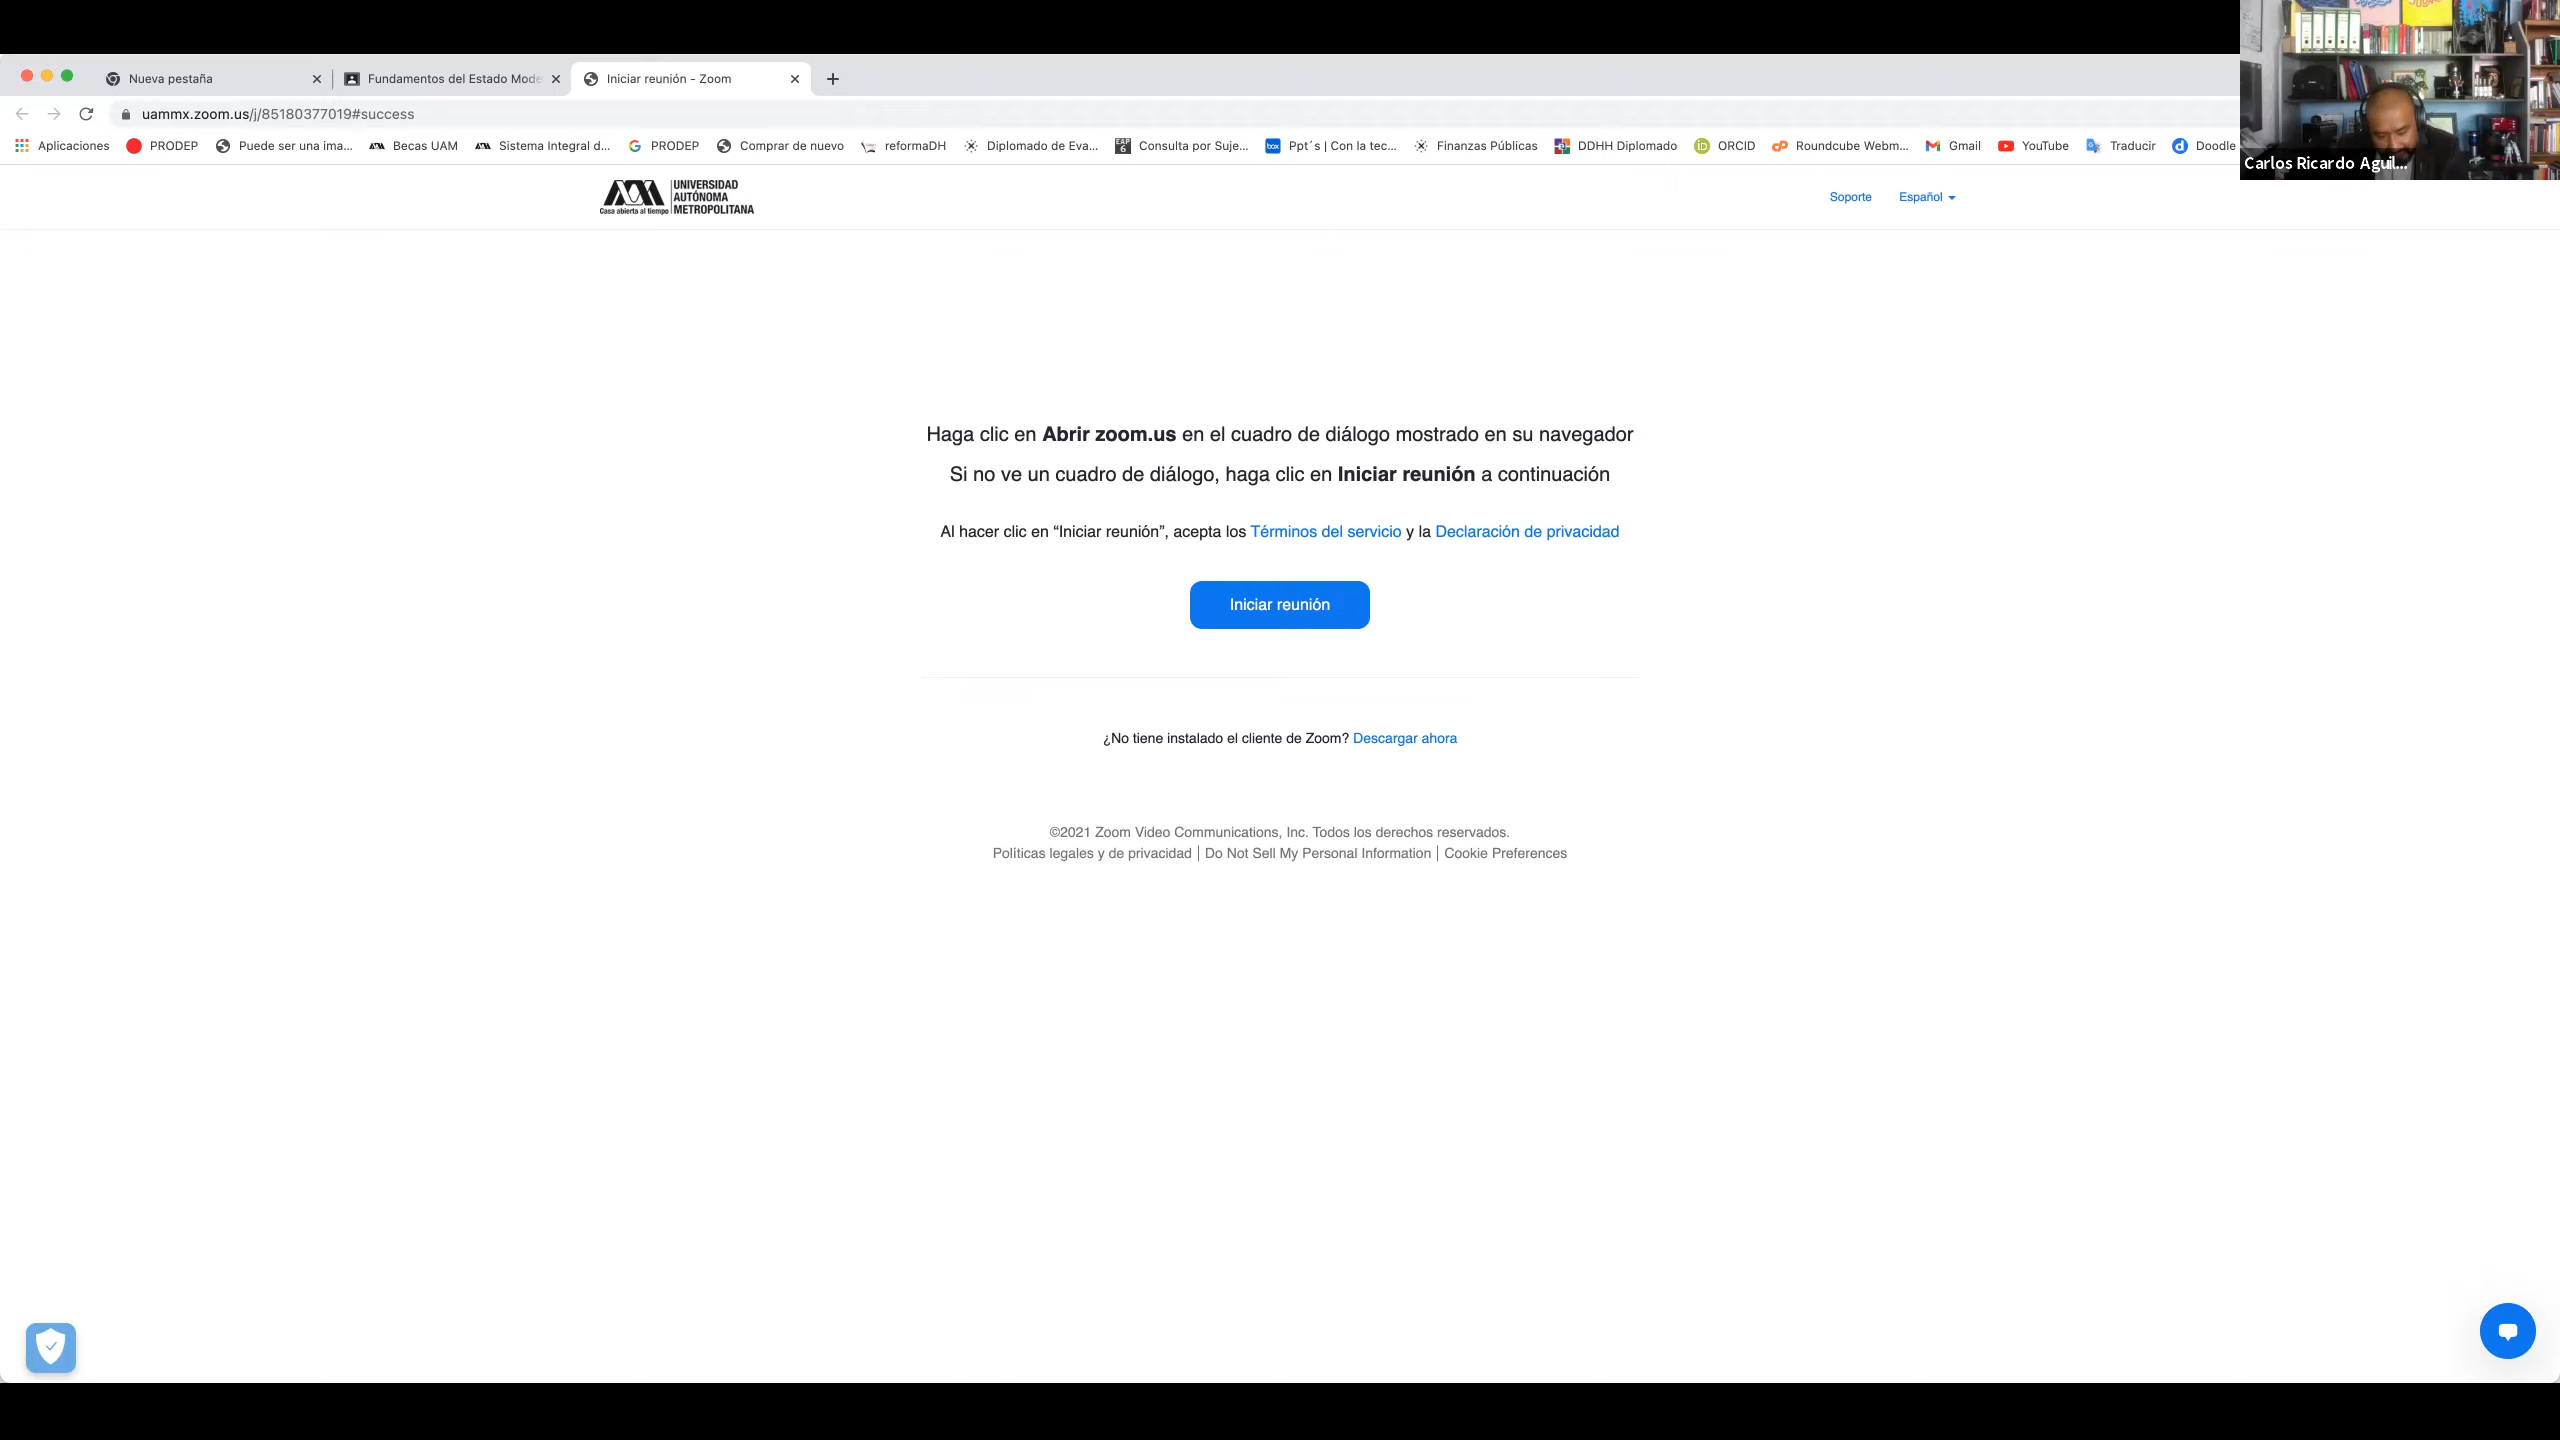 Nueva pestaña
Fundamentos del Estado Mode
Iniciar reunión - Zoom
uammx.zoom.us/j/85180377019#success
Aplicaciones PRODEP Puede ser una ima... Becas UAM Sistema Integral d... PRODEP Comprar de nuevo reformaDH Diplomado de Eva... Consulta por Suje... Ppt´s | Con la tec... Finanzas Públicas DDHH Diplomado ORCID Roundcube Webm... Gmail YouTube Traducir Doodle
Carlos Ricardo Aguil...
Casa abierta al tiempo
UNIVERSIDAD
AUTÓNOMA
METROPOLITANA
Soporte Español
Haga clic en Abrir zoom.us en el cuadro de diálogo mostrado en su navegador
Si no ve un cuadro de diálogo, haga clic en Iniciar reunión a continuación
Al hacer clic en “Iniciar reunión”, acepta los Términos del servicio y la Declaración de privacidad
Iniciar reunión
¿No tiene instalado el cliente de Zoom? Descargar ahora
©2021 Zoom Video Communications, Inc. Todos los derechos reservados.
Políticas legales y de privacidad | Do Not Sell My Personal Information | Cookie Preferences